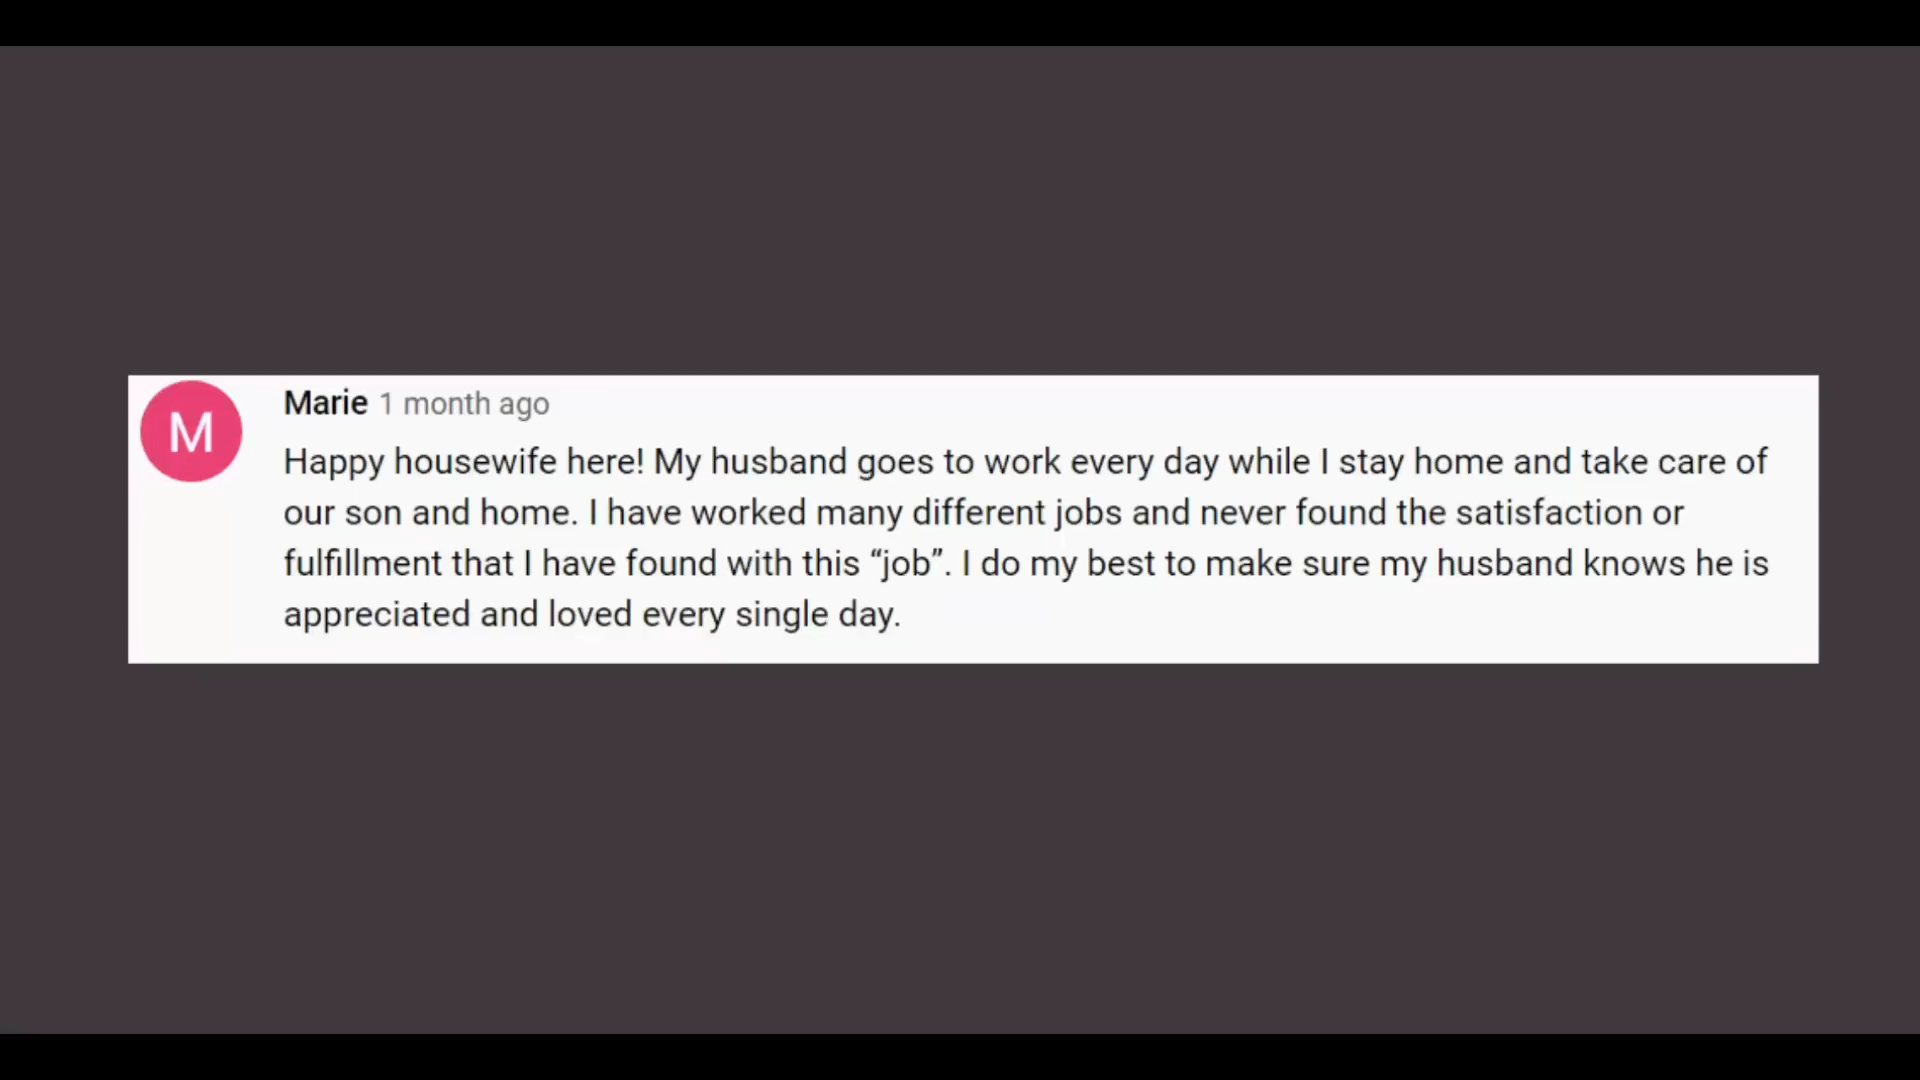 M
Marie 1 month ago
Happy housewife here! My husband goes to work every day while I stay home and take care of
our son and home. I have worked many different jobs and never found the satisfaction or
fulfillment that I have found with this “job”. I do my best to make sure my husband knows he is
appreciated and loved every single day.